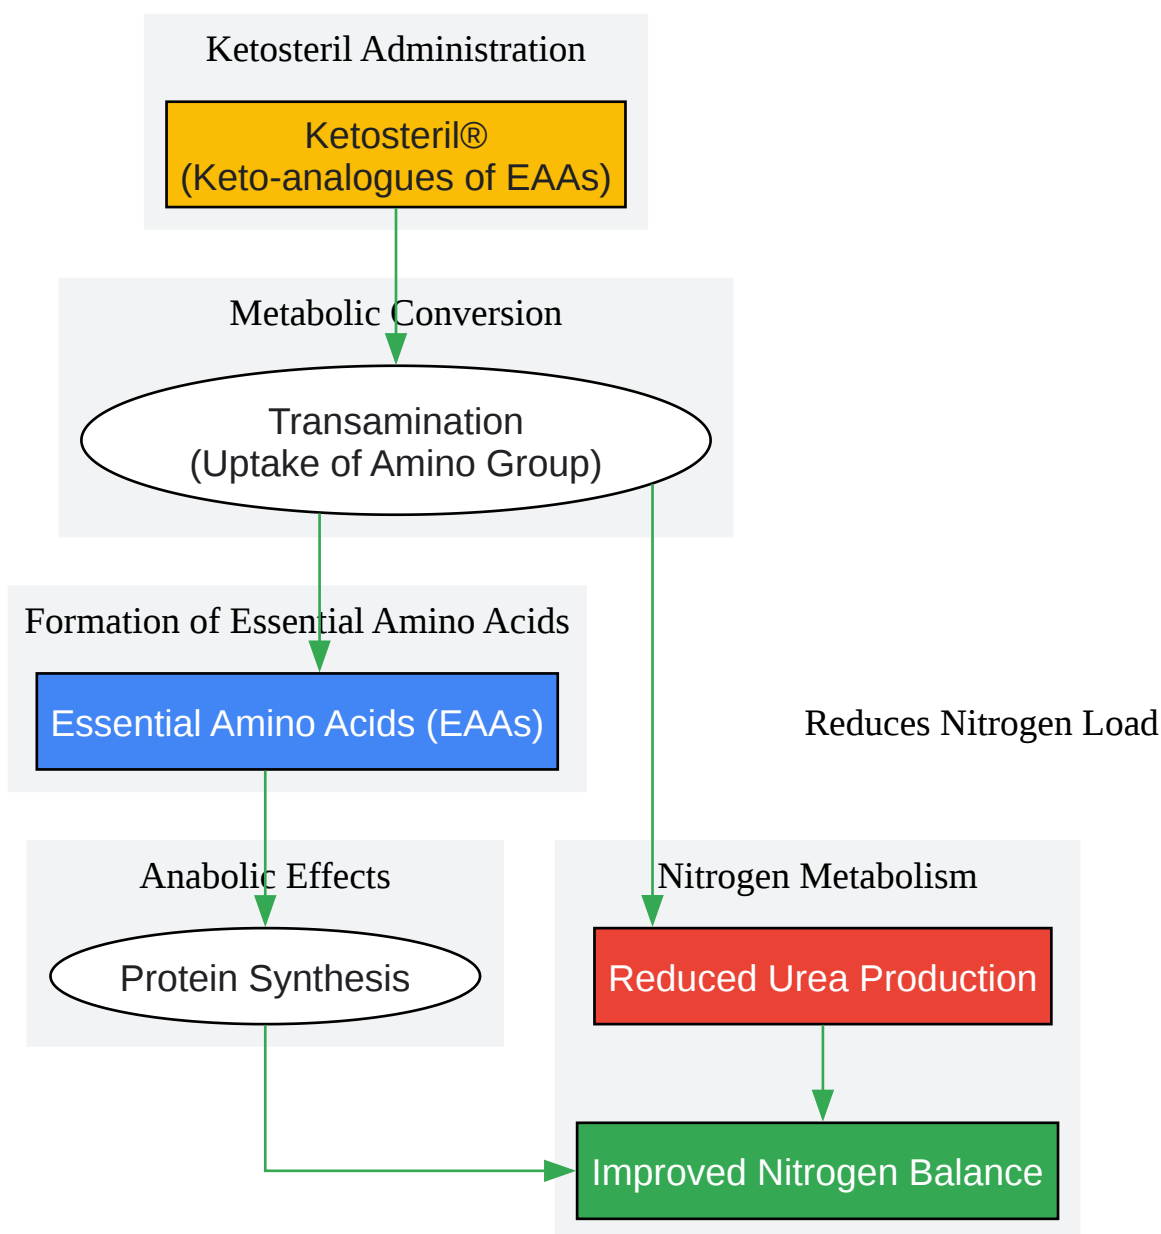 Ketosteril Administration
Ketosteril®
(Keto-analogues of EAAs)
Metabolic Conversion
Transamination
(Uptake of Amino Group)
Formation of Essential Amino Acids
Essential Amino Acids (EAAs)
Reduces Nitrogen Load
Anabolic Effects
Protein Synthesis
Nitrogen Metabolism
Reduced Urea Production
Improved Nitrogen Balance